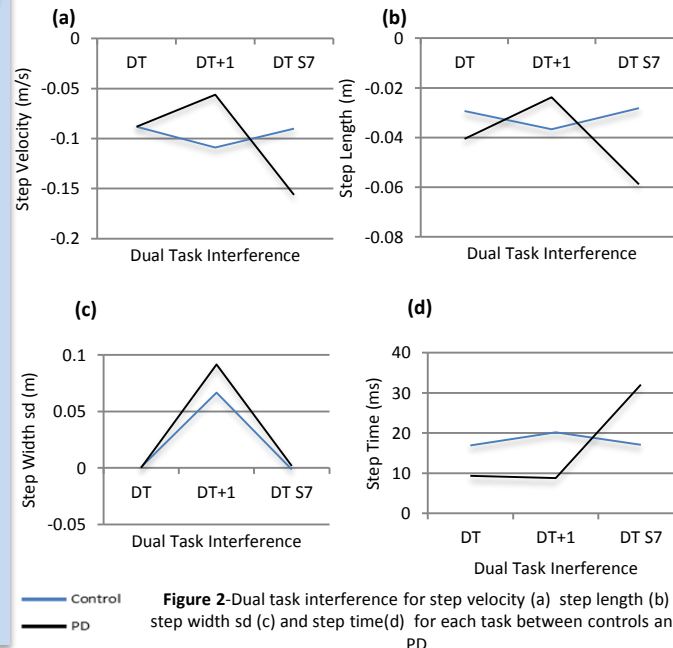 (a)
Step Velocity (m/s)
0
-0.05
-0.1
-0.15
-0.2
DT DT+1 DT S7
Dual Task Interference
(b)
Step Length (m)
0
-0.02
-0.04
-0.06
-0.08
DT DT+1 DT S7
Dual Task Interference
(c)
Step Width sd (m)
0.1
0.05
0
-0.05
DT DT+1 DT S7
Dual Task Interference
(d)
Step Time (ms)
40
30
20
10
0
DT DT+1 DT S7
Dual Task Inerference
Control
PD
Figure 2-Dual task interference for step velocity (a) step length (b)
step width sd (c) and step time(d) for each task between controls an
PD